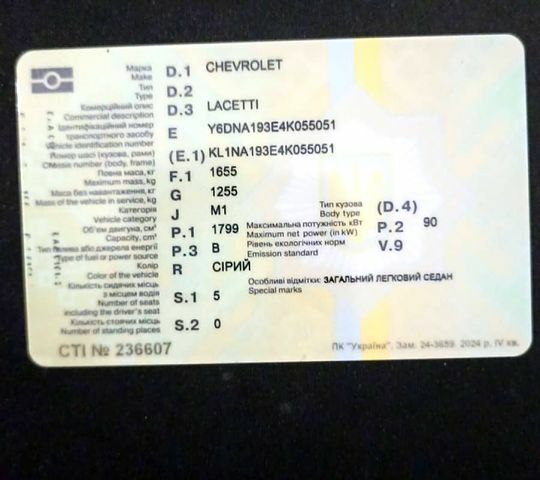 Марка D.1 CHEVROLET
Make
Тип D.2
Type
Комерційний опис D.3 LACETTI
Commercial description
Ідентифікаційний номер
транспортного засобу E Y6DNA193E4K055051
Vehicle identification number
Номер шасі (кузова, рами) (E.1) KL1NA193E4K055051
Chassis number (body, frame)
Повна маса, кг F.1 1655
Maximum mass, kg
Маса без навантаження, кг G 1255
Mass of the vehicle in service, kg
Категорія J M1 Тип кузова (D.4)
Vehicle category Body type
Об'єм двигуна, см³ P.1 1799 Максимальна потужність кВт P.2 90
Capacity, cm³ Maximum net power (in kW)
Тип палива або джерела енергії P.3 B Рівень екологічних норм V.9
Type of fuel or power source Emission standard
Колір R СІРИЙ
Color of the vehicle
Особливі відмітки: ЗАГАЛЬНИЙ ЛЕГКОВИЙ СЕДАН
Special marks
Кількість сидячих місць
з місцем водія S.1 5
Number of seats
including the driver's seat
Кількість стоячих місць S.2 0
Number of standing places
СТІ № 236607
ПК "Україна", Зам. 24-3659. 2024 р. IV кв.